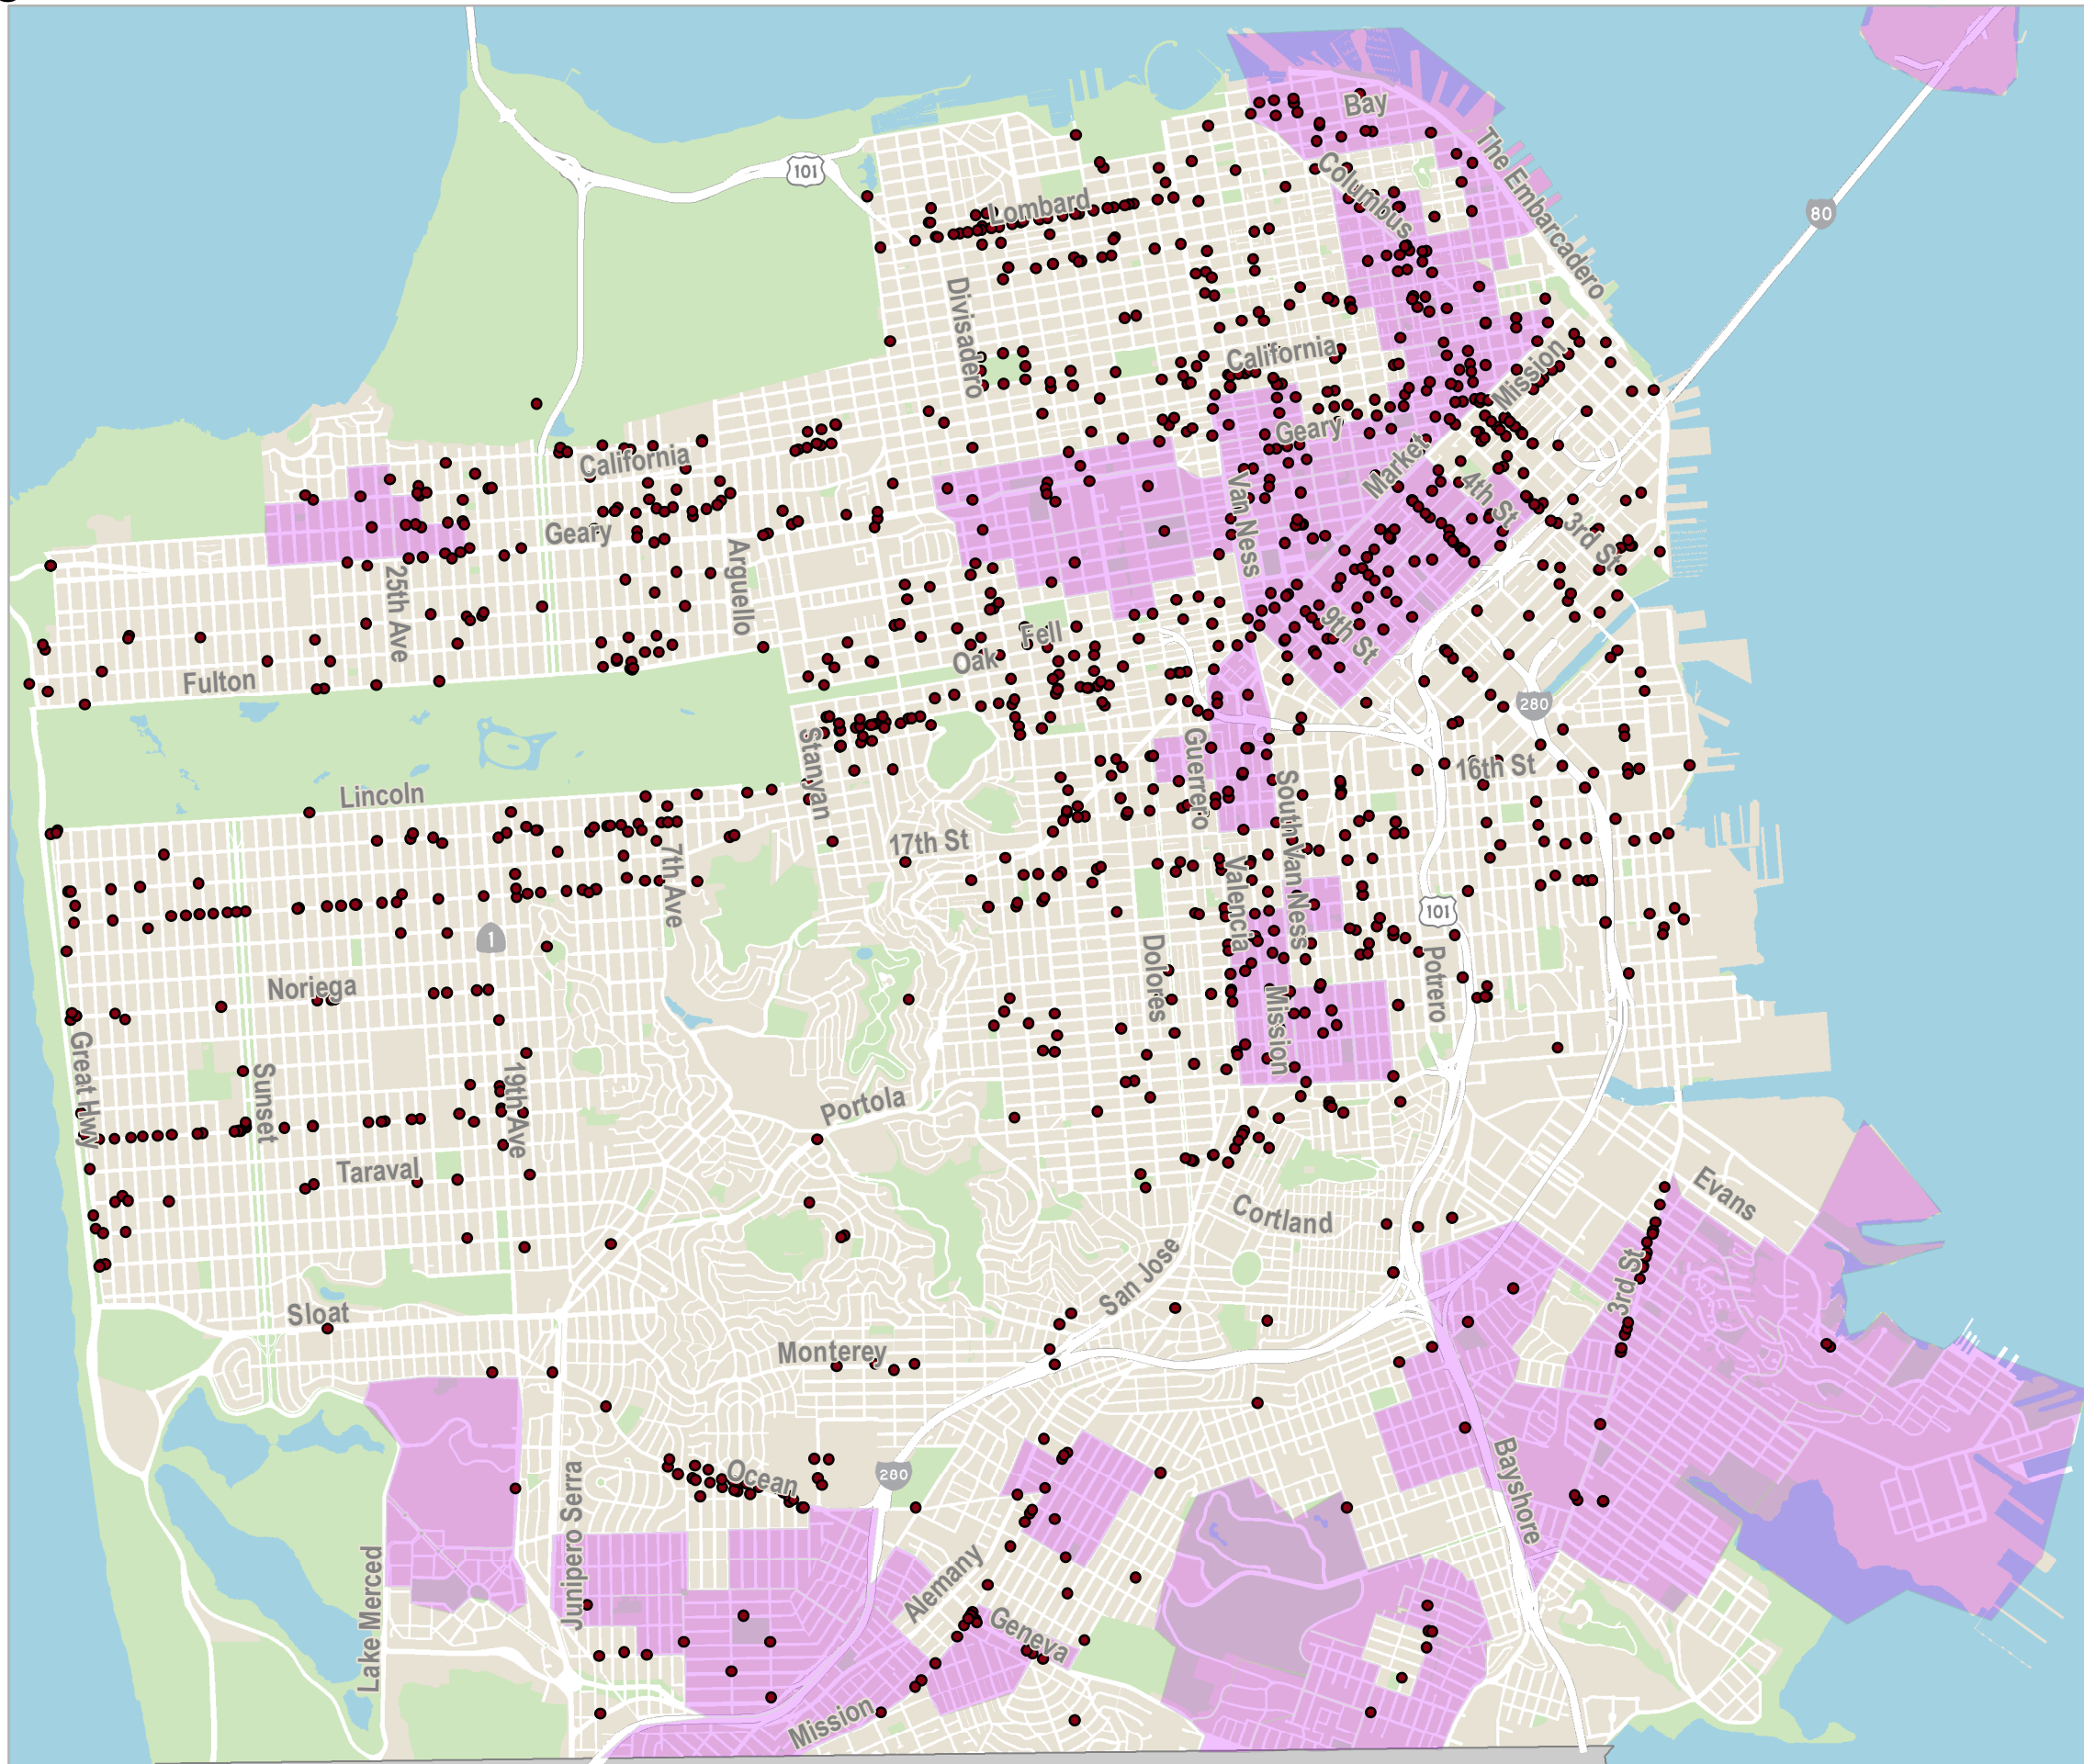 Bay
The Embarcadero
Columbus
101
Lombard
80
Divisadero
California
Mission
Geary
California
Market
Van Ness
4th St
Geary
3rd St
25th Ave
Arguello
9th St
Fell
Oak
Fulton
280
Stanyan
Guerrero
16th St
South Van Ness
Lincoln
17th St
7th Ave
Valencia
101
1
Dolores
Potrero
Noriega
Mission
Great Hwy
Sunset
19th Ave
Portola
Taraval
Evans
Cortland
San Jose
3rd St
Sloat
Monterey
Ocean
280
Bayshore
Junipero Serra
Lake Merced
Alemany
Geneva
Mission